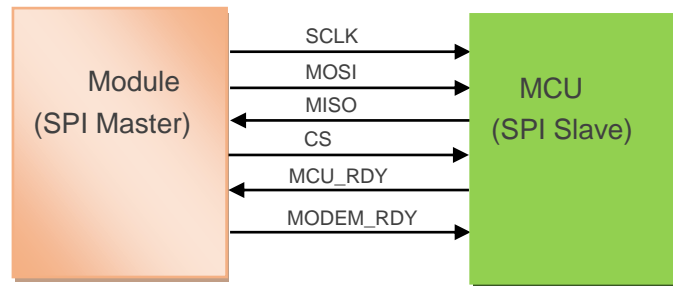 Module
(SPI Master)
SCLK
MOSI
MISO
CS
MCU_RDY
MODEM_RDY
MCU
(SPI Slave)